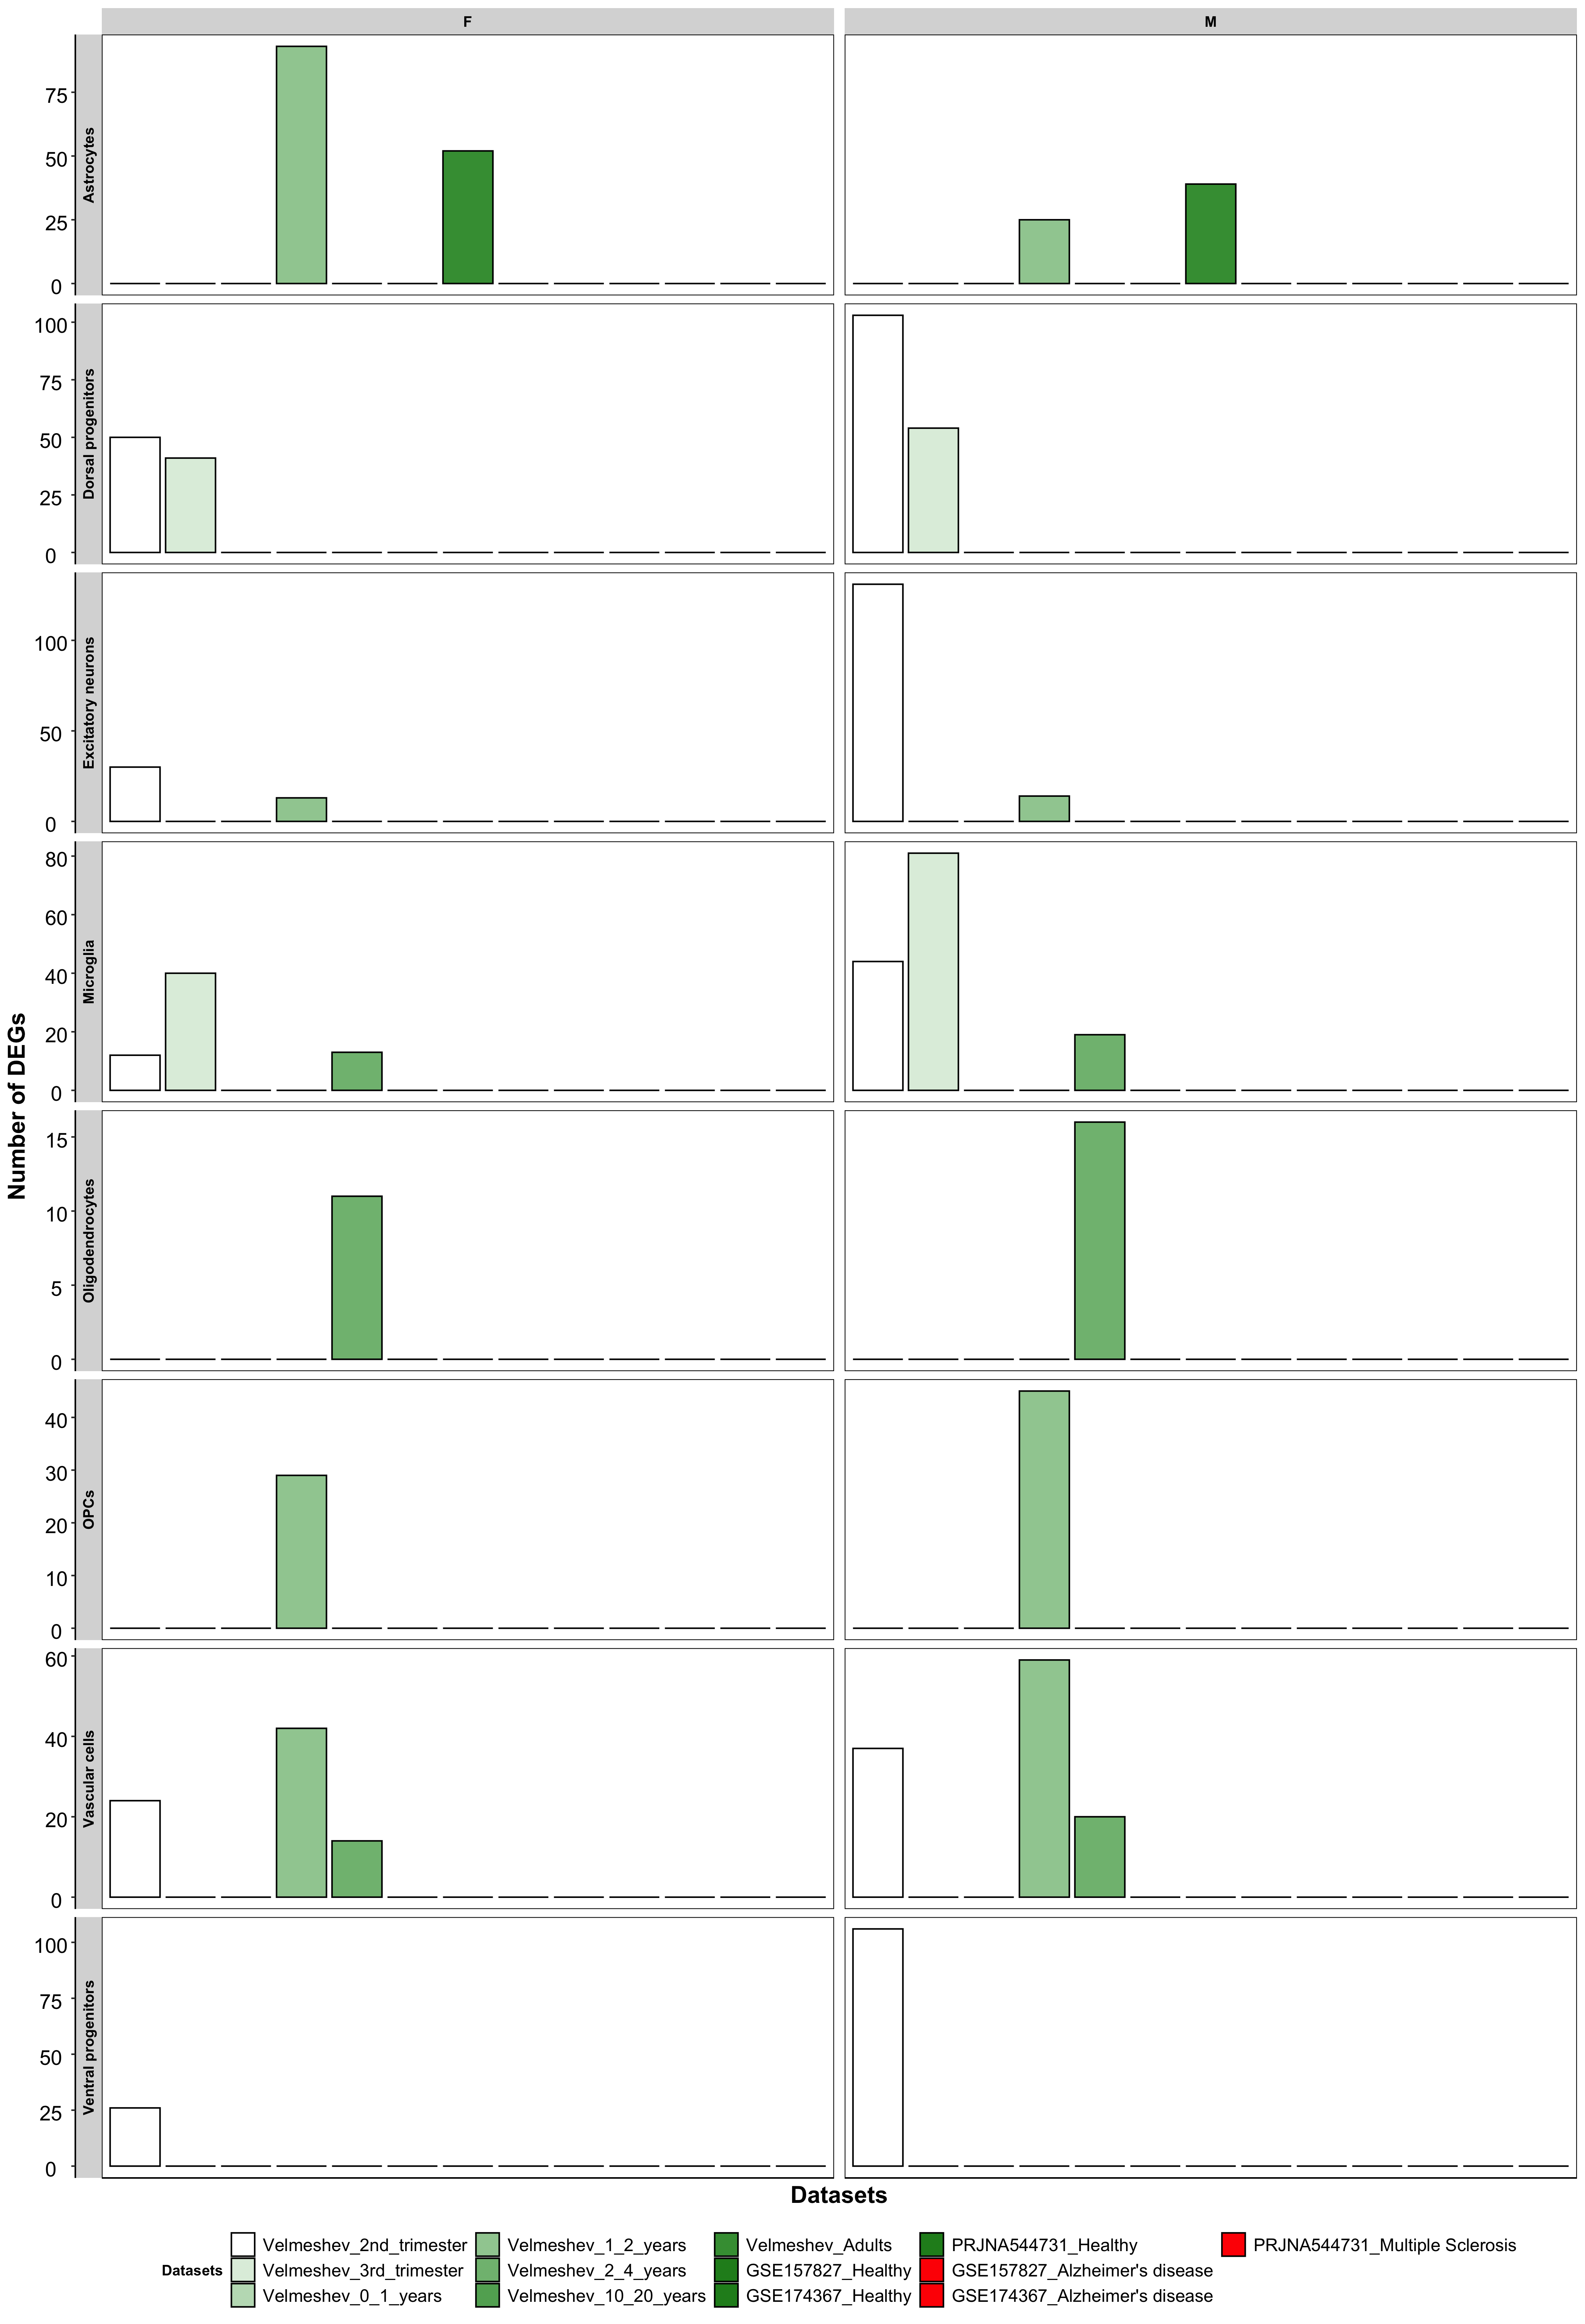 F
M
Number of DEGs
Astrocytes
75
50
25
0
Dorsal progenitors
100
75
50
25
0
Excitatory neurons
100
50
0
Microglia
80
60
40
20
0
Oligodendrocytes
15
10
5
0
OPCs
40
30
20
10
0
Vascular cells
60
40
20
0
Ventral progenitors
100
75
50
25
0
Datasets
Datasets
Velmeshev_2nd_trimester
Velmeshev_3rd_trimester
Velmeshev_0_1_years
Velmeshev_1_2_years
Velmeshev_2_4_years
Velmeshev_10_20_years
Velmeshev_Adults
GSE157827_Healthy
GSE174367_Healthy
PRJNA544731_Healthy
GSE157827_Alzheimer's disease
GSE174367_Alzheimer's disease
PRJNA544731_Multiple Sclerosis